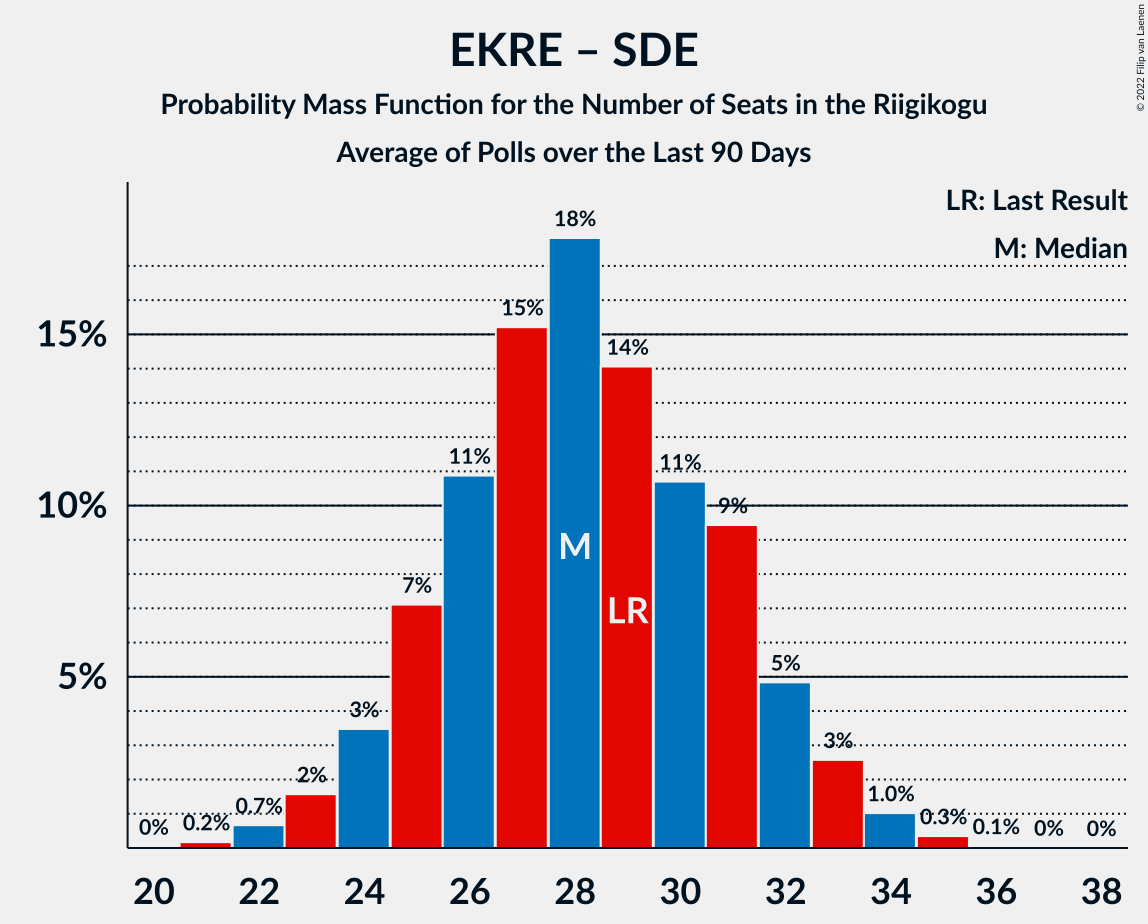 EKRE – SDE
Probability Mass Function for the Number of Seats in the Riigikogu
Average of Polls over the Last 90 Days
© 2022 Filip van Laenen
LR: Last Result
M: Median
15%
10%
5%
0%
0.2%
0.7%
2%
3%
7%
11%
15%
18%
14%
11%
9%
5%
3%
1.0%
0.3%
0.1%
0%
0%
M
LR
20 22 24 26 28 30 32 34 36 38